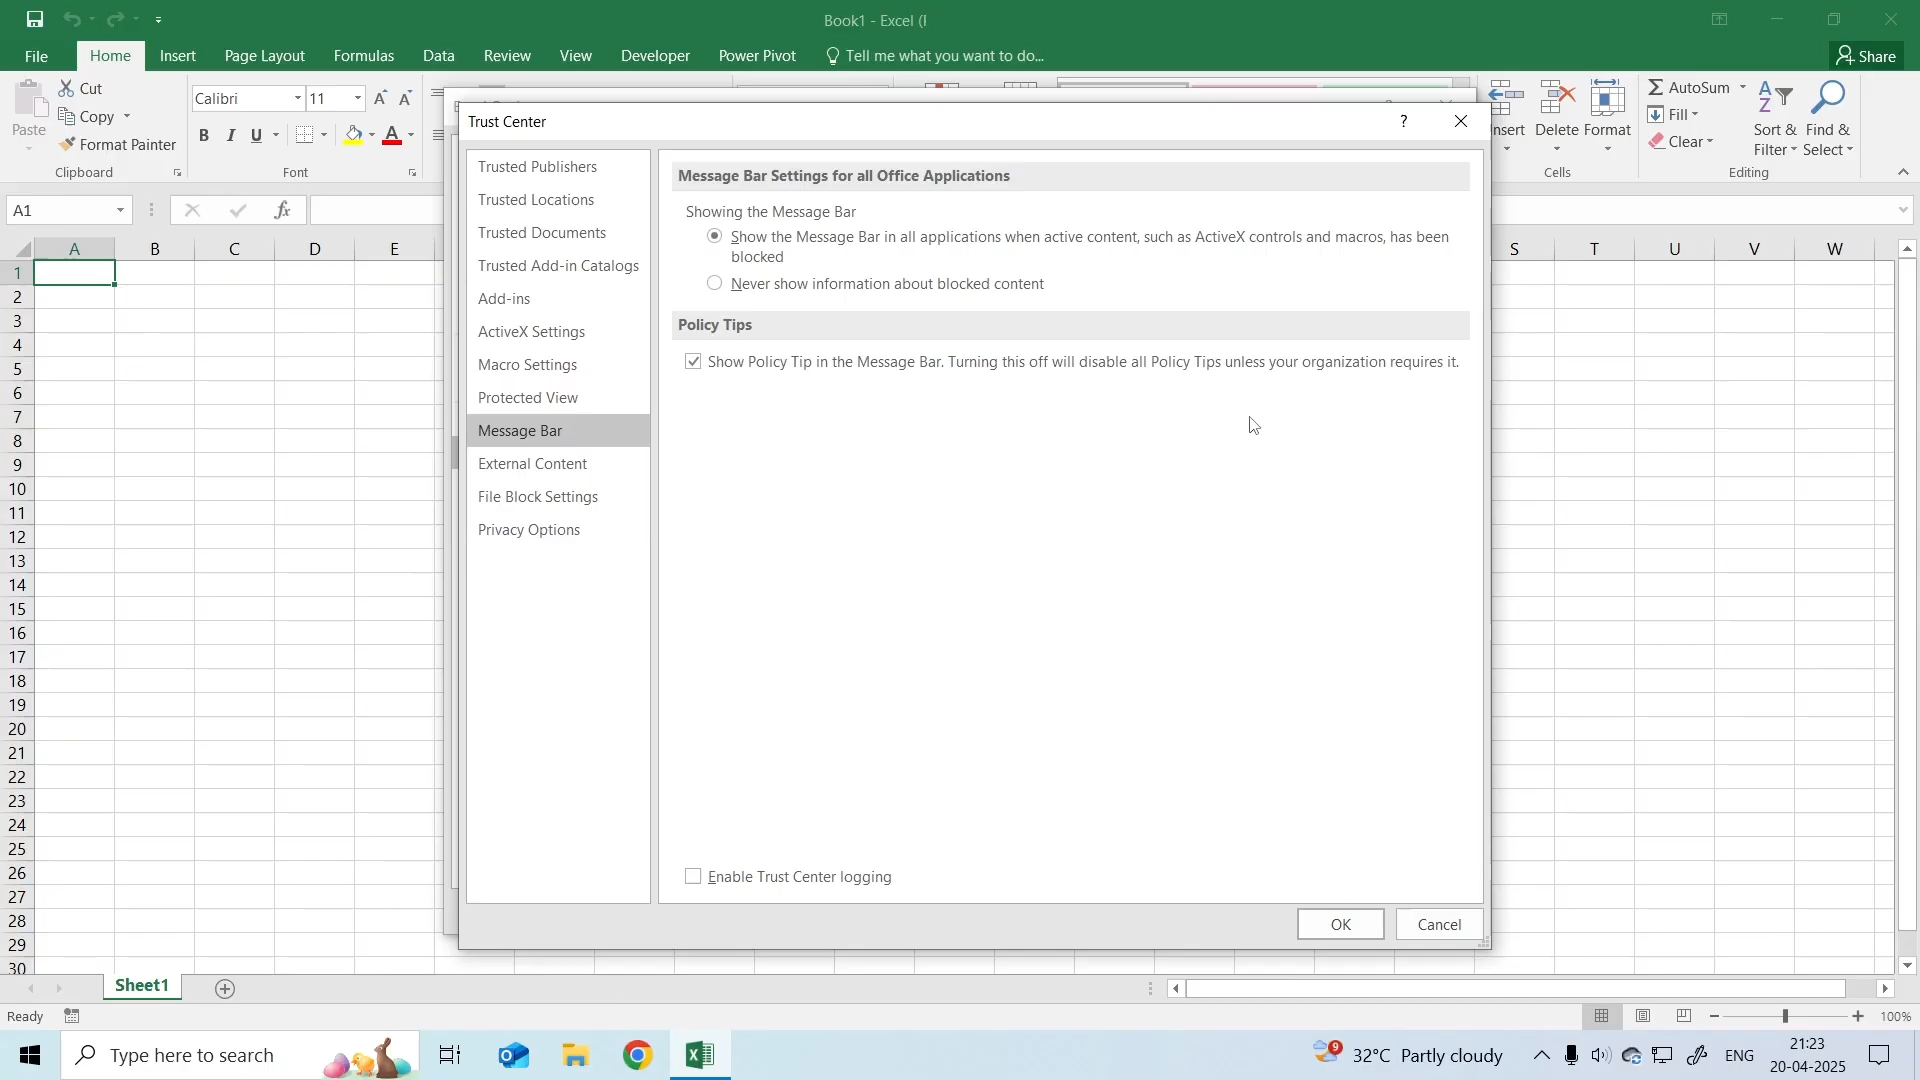 Book1 - Excel (
File
Home
Insert
Page Layout
Formulas
Data
Review
View
Developer
Power Pivot
Tell me what you want to do...
Share
Paste
Cut
Copy
Format Painter
Clipboard
Calibri
11
B I U
A
Font
Insert
Delete
Format
Cells
AutoSum
Fill
Clear
Sort &
Filter
Find &
Select
Editing
A1
fx
A B C D E S T U V W
1
2
3
4
5
6
7
8
9
10
11
12
13
14
15
16
17
18
19
20
21
22
23
24
25
26
27
28
29
30
Trust Center
?
Trusted Publishers
Trusted Locations
Trusted Documents
Trusted Add-in Catalogs
Add-ins
ActiveX Settings
Macro Settings
Protected View
Message Bar
External Content
File Block Settings
Privacy Options
Message Bar Settings for all Office Applications
Showing the Message Bar
Show the Message Bar in all applications when active content, such as ActiveX controls and macros, has been
blocked
Never show information about blocked content
Policy Tips
Show Policy Tip in the Message Bar. Turning this off will disable all Policy Tips unless your organization requires it.
Enable Trust Center logging
OK
Cancel
Sheet1
Ready
100%
Type here to search
9
32°C Partly cloudy
ENG
21:23
20-04-2025